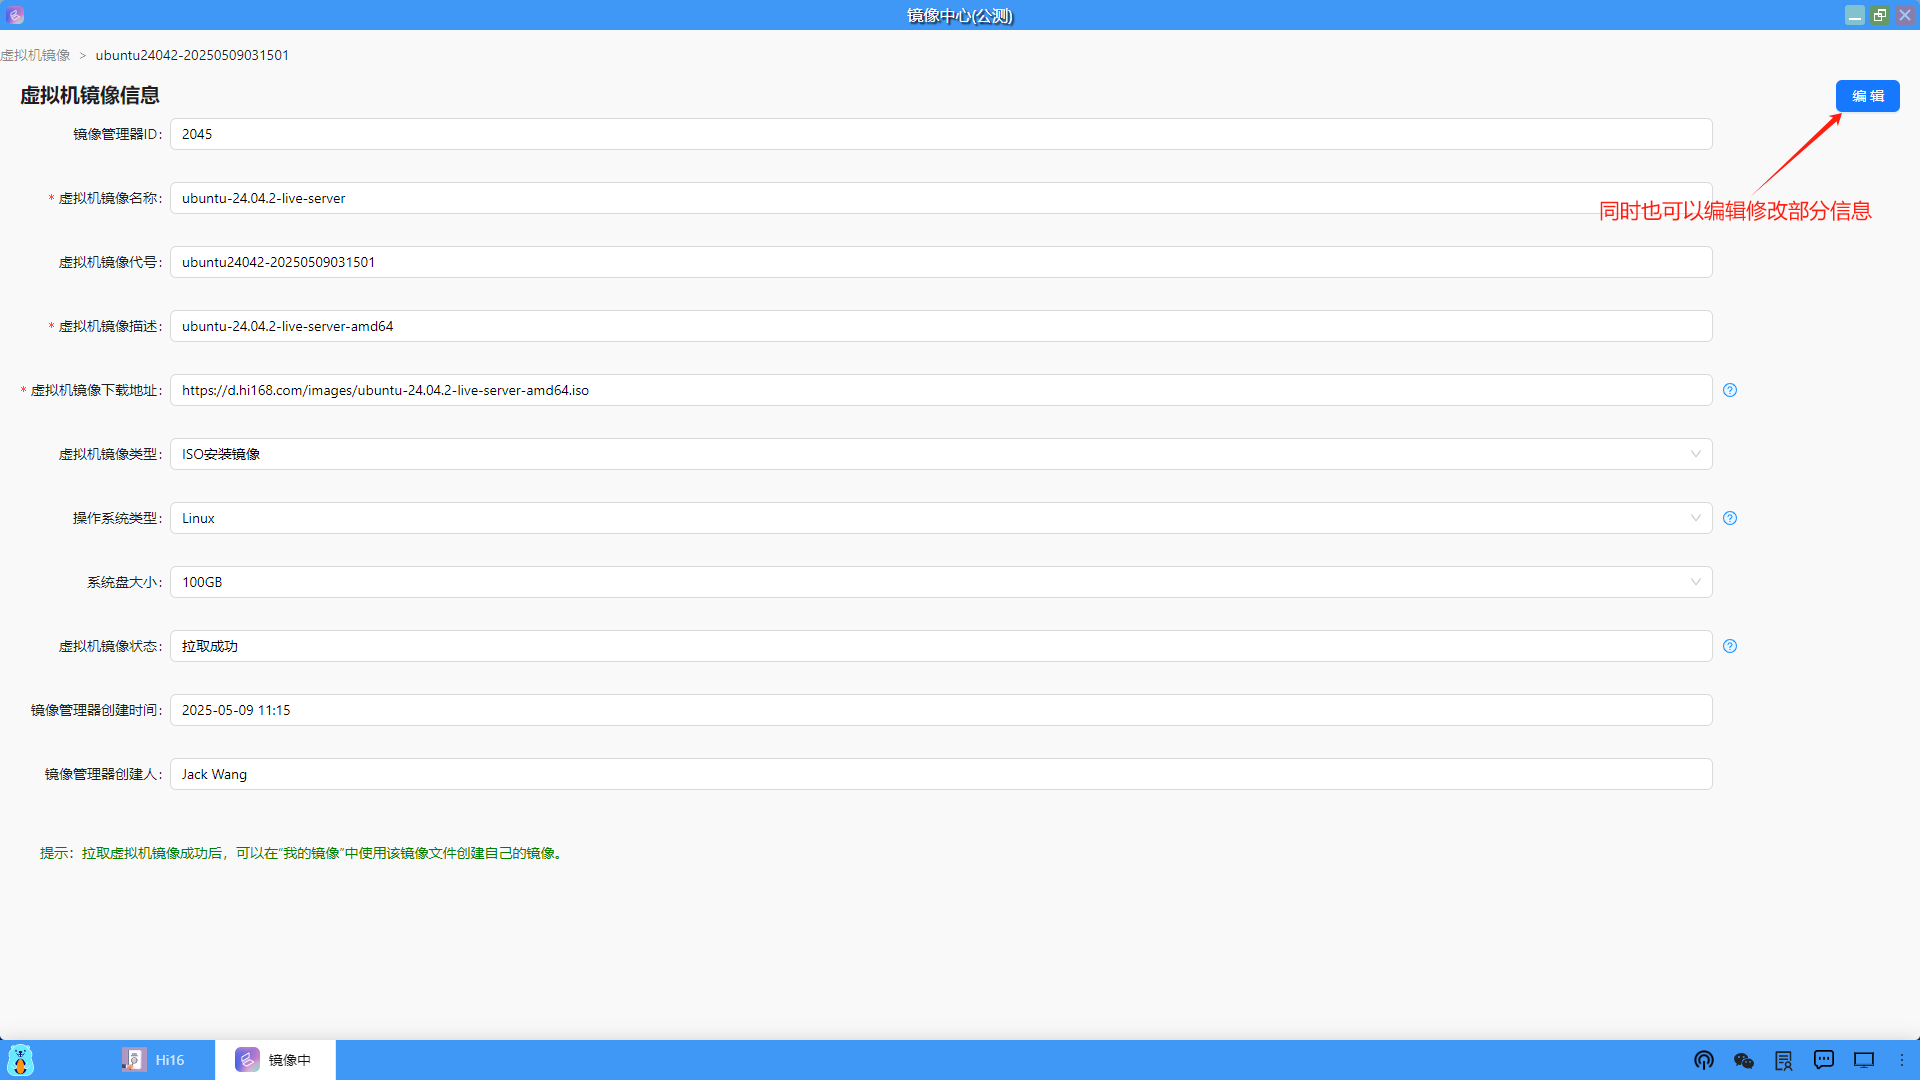 镜像中心(公测)
虚拟机镜像 > ubuntu24042-20250509031501
虚拟机镜像信息
编 辑
镜像管理器ID: 2045
* 虚拟机镜像名称: ubuntu-24.04.2-live-server
同时也可以编辑修改部分信息
虚拟机镜像代号: ubuntu24042-20250509031501
* 虚拟机镜像描述: ubuntu-24.04.2-live-server-amd64
* 虚拟机镜像下载地址: https://d.hi168.com/images/ubuntu-24.04.2-live-server-amd64.iso
虚拟机镜像类型: ISO安装镜像
操作系统类型: Linux
系统盘大小: 100GB
虚拟机镜像状态: 拉取成功
镜像管理器创建时间: 2025-05-09 11:15
镜像管理器创建人: Jack Wang
提示：拉取虚拟机镜像成功后，可以在"我的镜像"中使用该镜像文件创建自己的镜像。
Hi16
镜像中